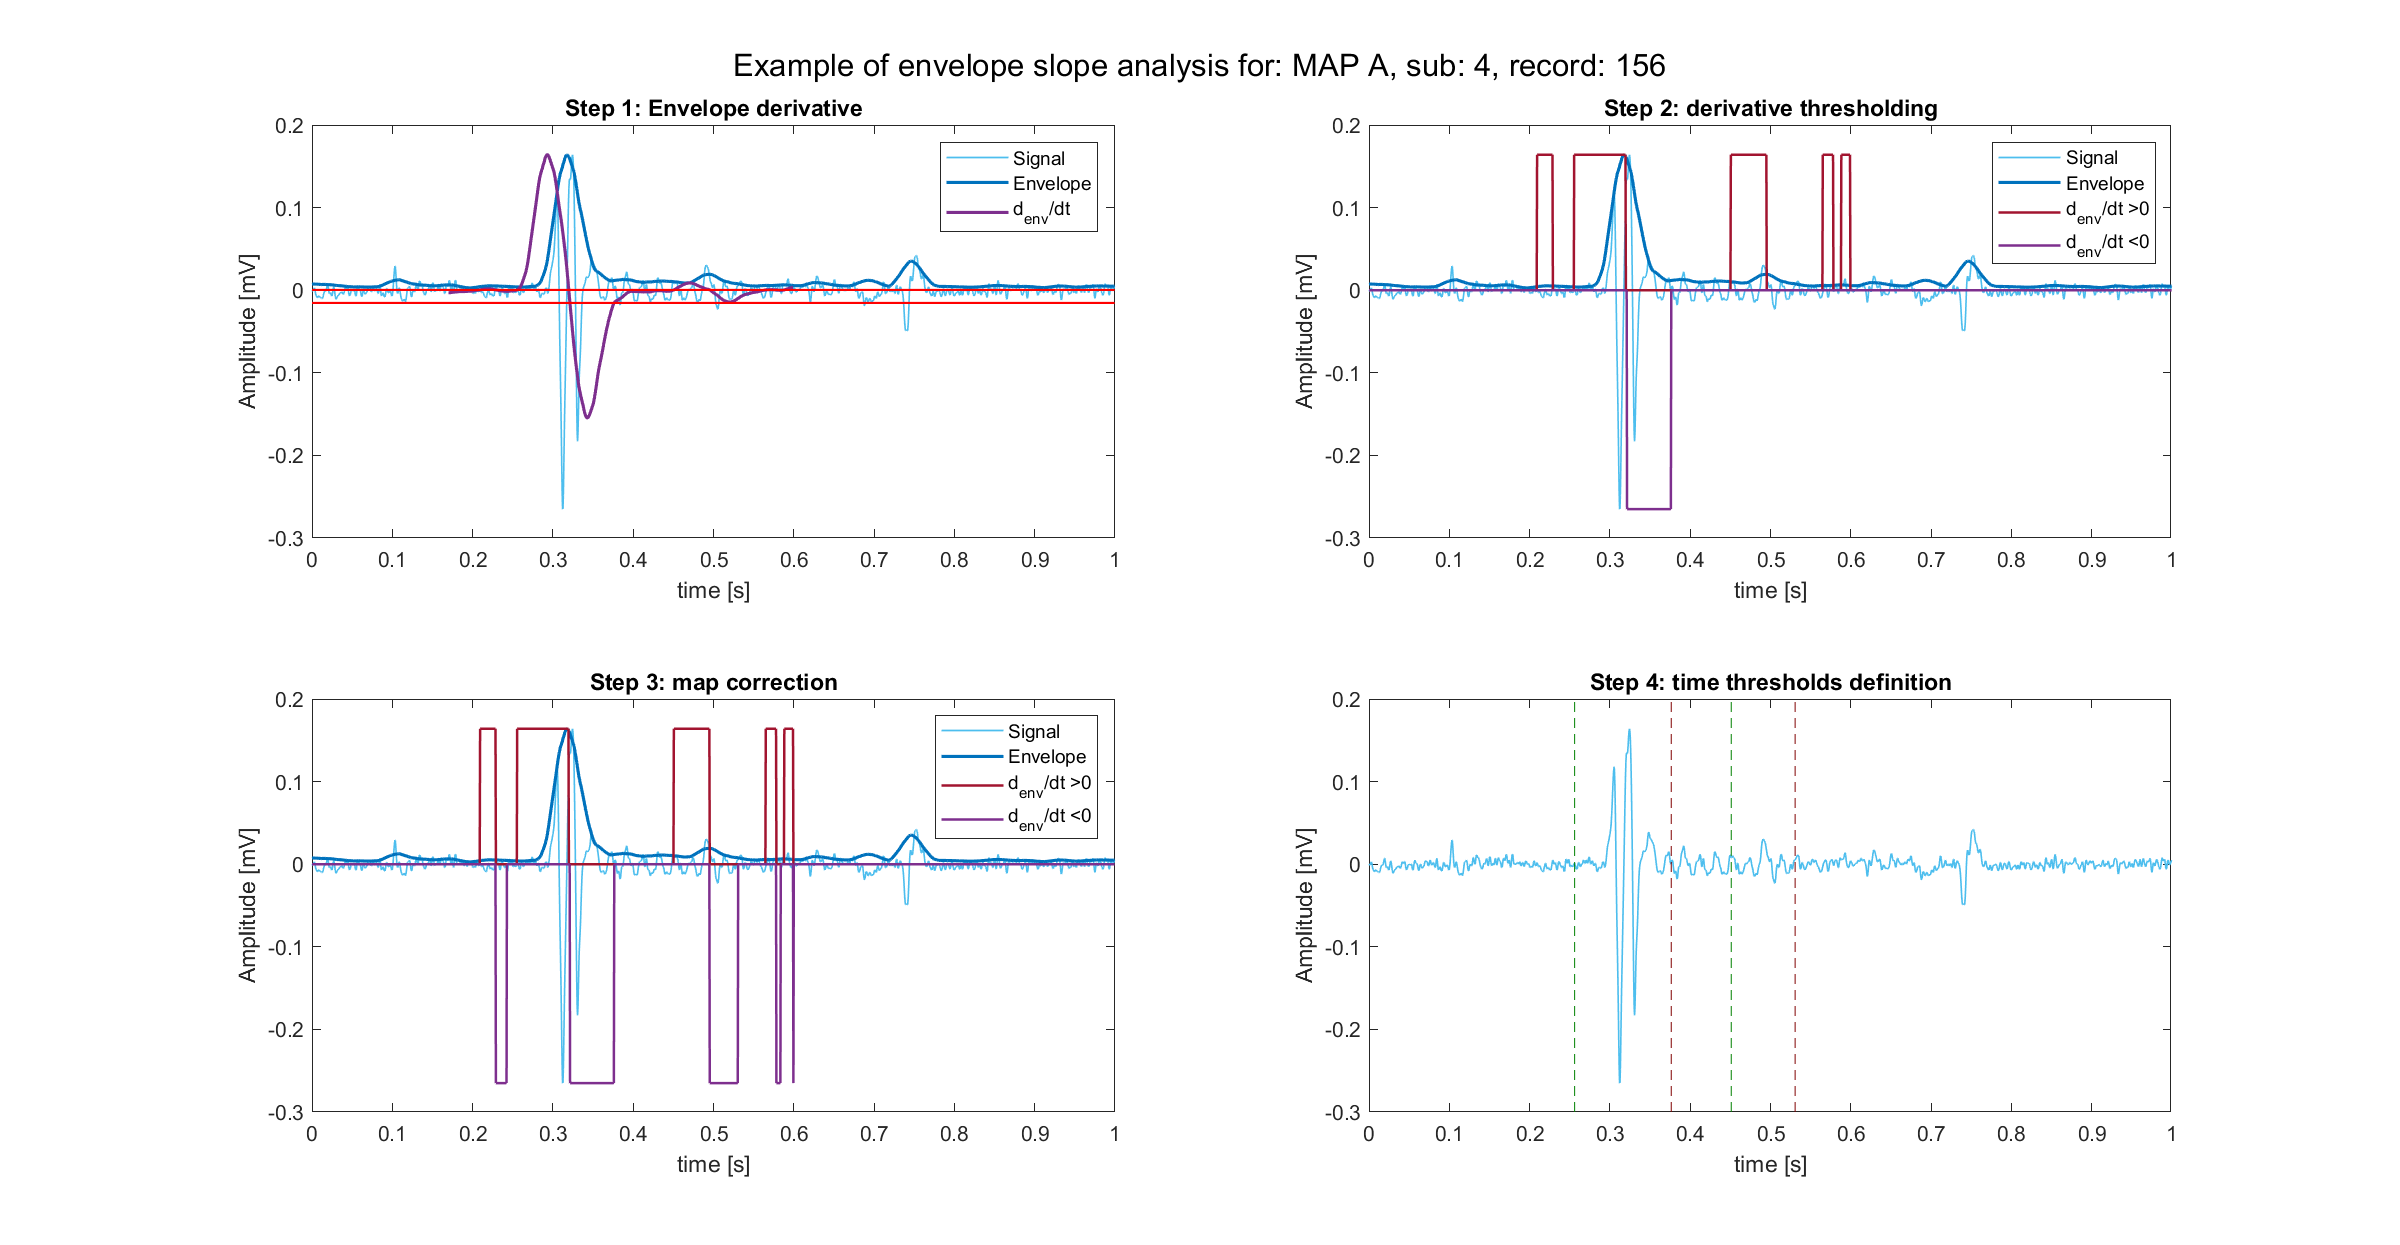 Example of envelope slope analysis for: MAP A, sub: 4, record: 156
Step 1: Envelope derivative
0.2
0.1
0
-0.1
-0.2
-0.3
Amplitude [mV]
0 0.1 0.2 0.3 0.4 0.5 0.6 0.7 0.8 0.9 1
time [s]
Signal
Envelope
d_env/dt
Step 2: derivative thresholding
0.2
0.1
0
-0.1
-0.2
-0.3
Amplitude [mV]
0 0.1 0.2 0.3 0.4 0.5 0.6 0.7 0.8 0.9 1
time [s]
Signal
Envelope
d_env/dt >0
d_env/dt <0
Step 3: map correction
0.2
0.1
0
-0.1
-0.2
-0.3
Amplitude [mV]
0 0.1 0.2 0.3 0.4 0.5 0.6 0.7 0.8 0.9 1
time [s]
Signal
Envelope
d_env/dt >0
d_env/dt <0
Step 4: time thresholds definition
0.2
0.1
0
-0.1
-0.2
-0.3
Amplitude [mV]
0 0.1 0.2 0.3 0.4 0.5 0.6 0.7 0.8 0.9 1
time [s]